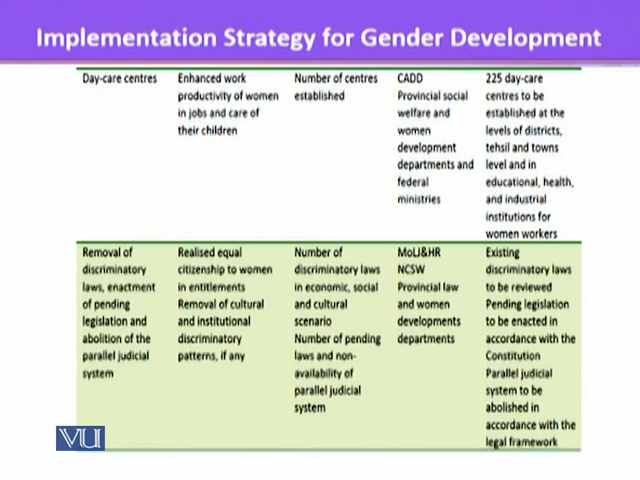 Implementation Strategy for Gender Development
Day-care centres
Enhanced work
productivity of women
in jobs and care of
their children
Number of centres
established
CADD
Provincial social
welfare and
women
development
departments and
federal
ministries
225 day-care
centres to be
established at the
levels of districts,
tehsil and towns
level and in
educational, health,
and industrial
institutions for
women workers
Removal of
discriminatory
laws, enactment
of pending
legislation and
abolition of the
parallel judicial
system
Realised equal
citizenship to women
in entitlements
Removal of cultural
and institutional
discriminatory
patterns, if any
Number of
discriminatory laws
in economic, social
and cultural
scenario
Number of pending
laws and non-
availability of
parallel judicial
system
MoLJ&HR
NCSW
Provincial law
and women
developments
departments
Existing
discriminatory laws
to be reviewed
Pending legislation
to be enacted in
accordance with the
Constitution
Parallel judicial
system to be
abolished in
accordance with the
legal framework
VU